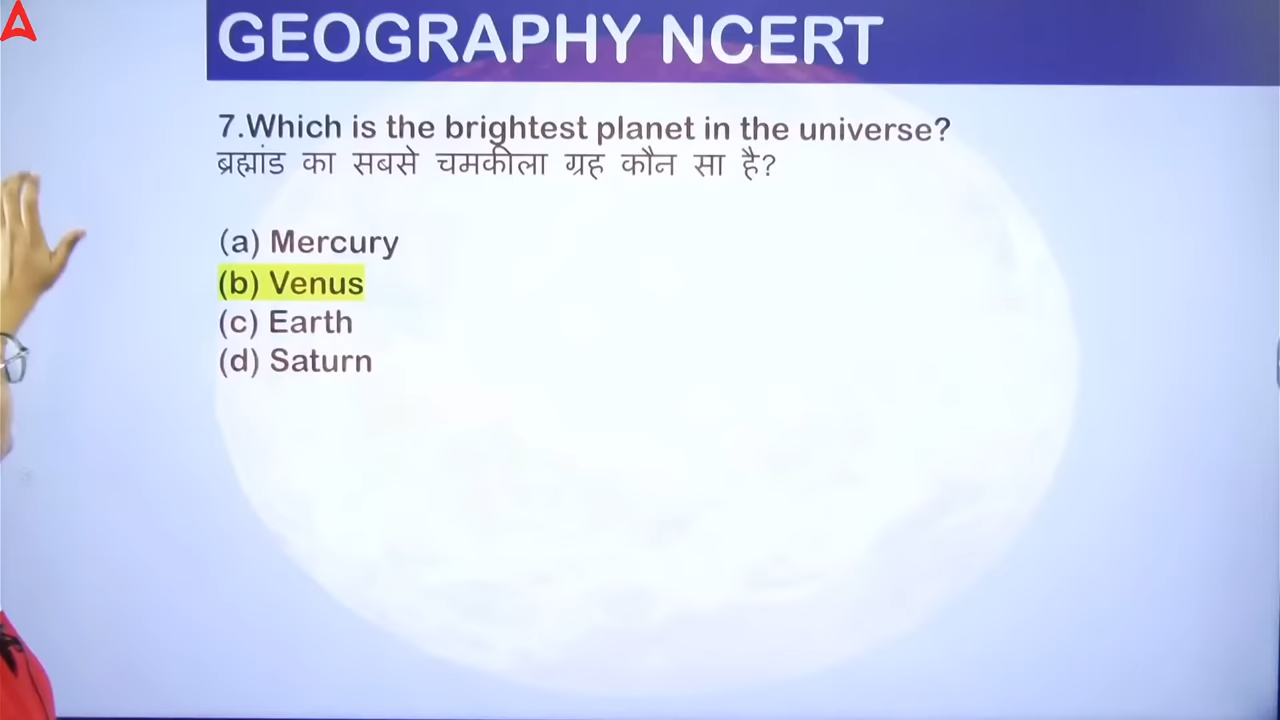 GEOGRAPHY NCERT
7.Which is the brightest planet in the universe?
ब्रह्मांड का सबसे चमकीला ग्रह कौन सा है?
(a) Mercury
(b) Venus
(c) Earth
(d) Saturn